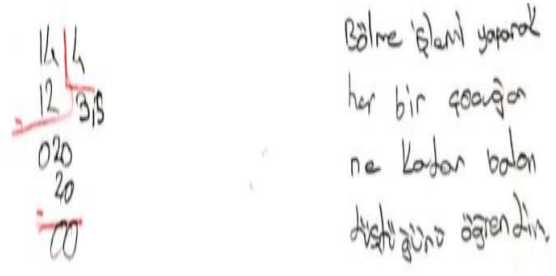 14 4
12 3,5
020
20
00
Bölme işlemi yaparak
her bir çocuğa
ne kadar balon
düştüğünü öğrendim.